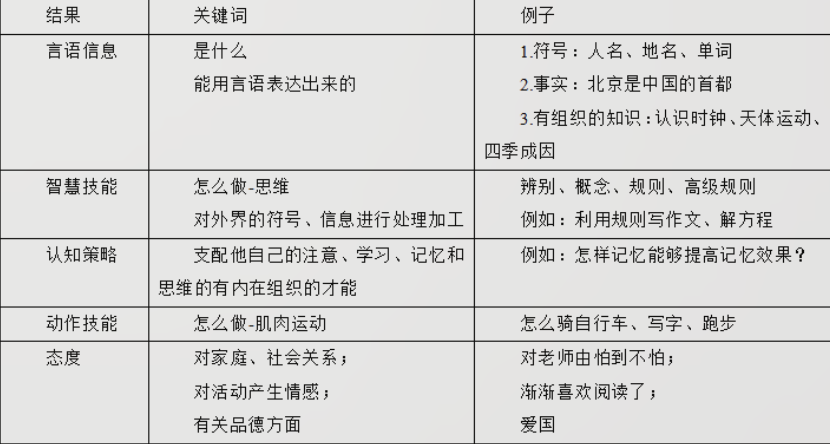 结果 关键词 例子
言语信息 是什么 1.符号：人名、地名、单词
能用言语表达出来的 2.事实：北京是中国的首都
3.有组织的知识：认识时钟、天体运动、
四季成因
智慧技能 怎么做-思维 辨别、概念、规则、高级规则
对外界的符号、信息进行处理加工 例如：利用规则写作文、解方程
认知策略 支配他自己的注意、学习、记忆和 例如：怎样记忆能够提高记忆效果？
思维的有内在组织的才能
动作技能 怎么做-肌肉运动 怎么骑自行车、写字、跑步
态度 对家庭、社会关系； 对老师由怕到不怕；
对活动产生情感； 渐渐喜欢阅读了；
有关品德方面 爱国